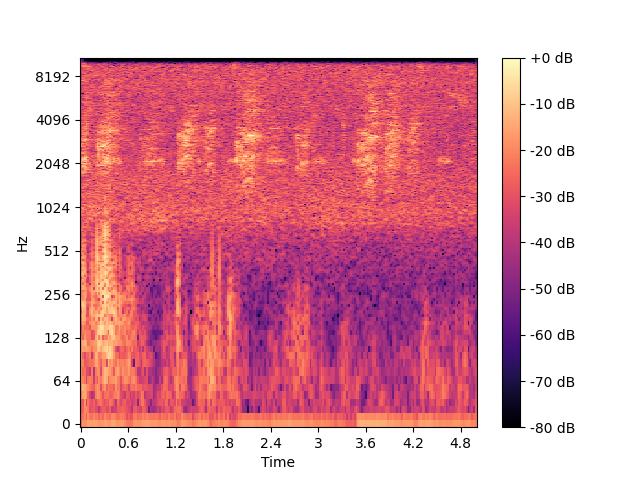 8192
4096
2048
1024
512
256
128
64
0
Hz
0 0.6 1.2 1.8 2.4 3 3.6 4.2 4.8
Time
+0 dB
-10 dB
-20 dB
-30 dB
-40 dB
-50 dB
-60 dB
-70 dB
-80 dB